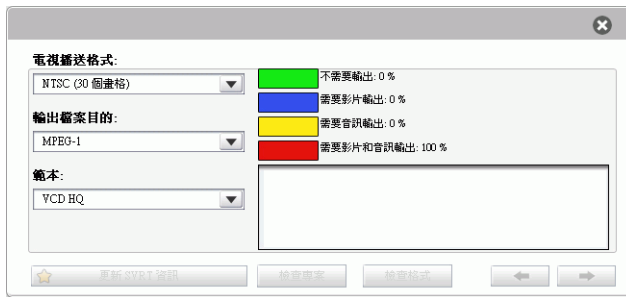 電視播送格式:
NTSC (30 個畫格)
輸出檔案目的:
MPEG-1
範本:
VCD HQ
不需要輸出: 0 %
需要影片輸出: 0 %
需要音訊輸出: 0 %
需要影片和音訊輸出: 100 %
更新 SVRT 資訊
檢查專案
檢查格式